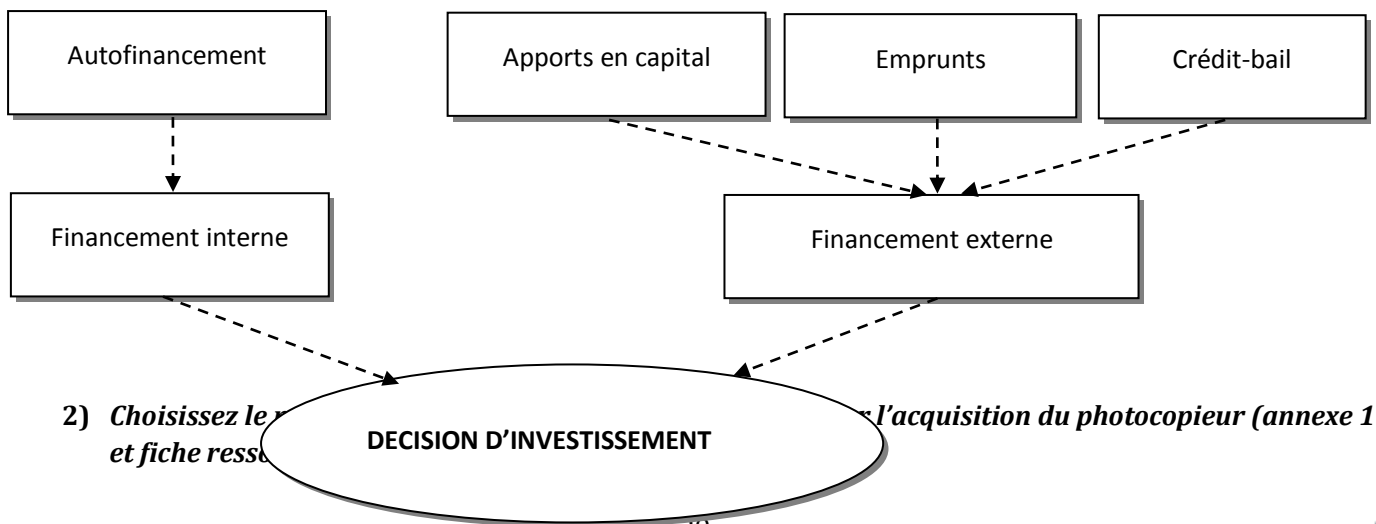 Autofinancement
Apports en capital
Emprunts
Crédit-bail
Financement interne
Financement externe
2) Choisissez le l’acquisition du photocopieur (annexe 1
et fiche
DECISION D’INVESTISSEMENT